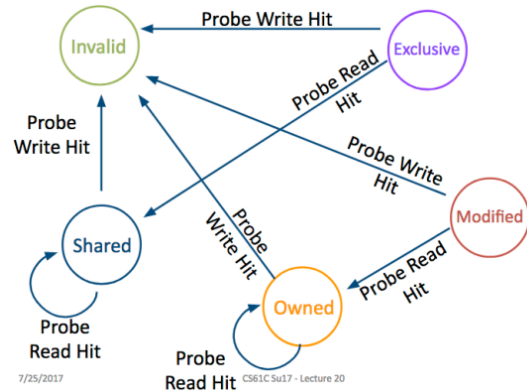 Probe Write Hit
Invalid
Exclusive
Probe Read
Hit
Probe
Write Hit
Probe Write
Hit
Shared
Probe
Write Hit
Modified
Probe Read
Hit
Owned
Probe
Read Hit
Probe
Read Hit
7/25/2017
CS61C Su17 - Lecture 20